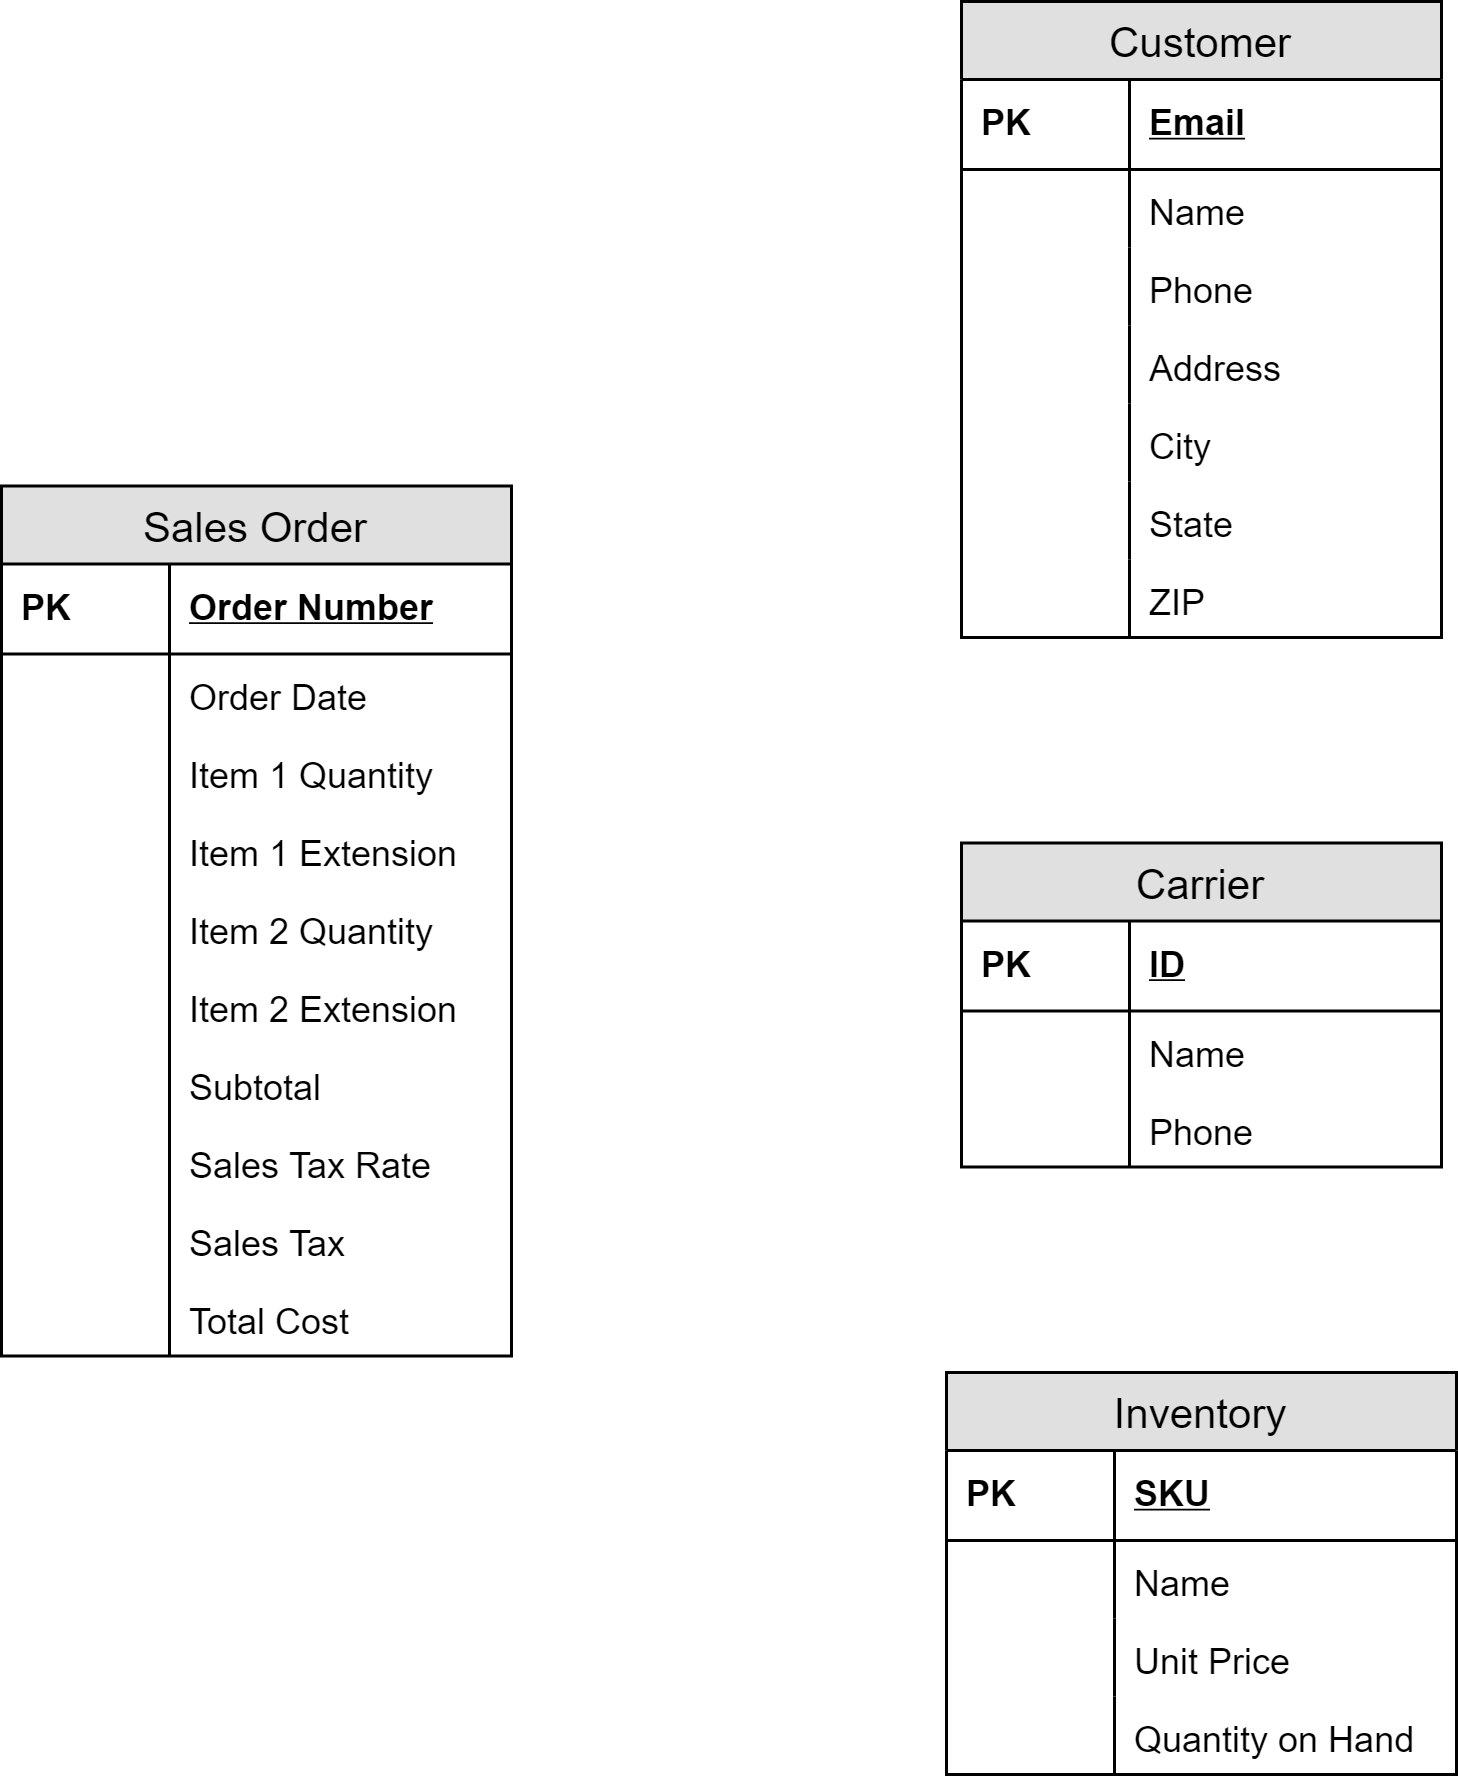 Customer
PK Email
Name
Phone
Address
City
State
ZIP
Sales Order
PK Order Number
Order Date
Item 1 Quantity
Item 1 Extension
Item 2 Quantity
Item 2 Extension
Subtotal
Sales Tax Rate
Sales Tax
Total Cost
Carrier
PK ID
Name
Phone
Inventory
PK SKU
Name
Unit Price
Quantity on Hand